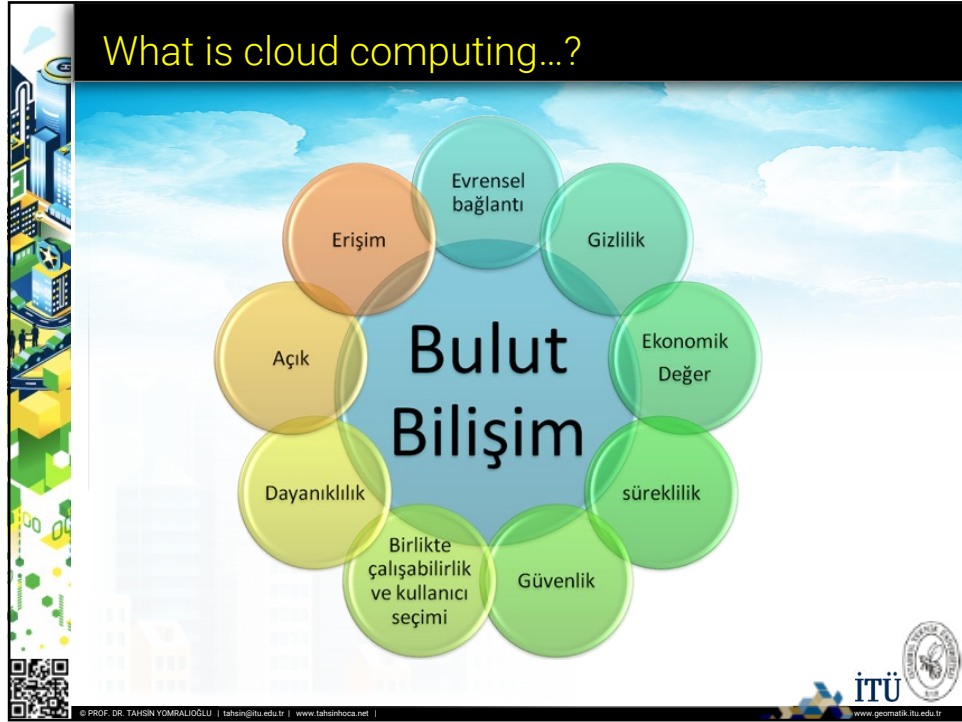 What is cloud computing...?
Evrensel
bağlantı
Gizlilik
Ekonomik
Değer
süreklilik
Güvenlik
Birlikte
çalışabilirlik
ve kullanıcı
seçimi
Dayanıklılık
Açık
Erişim
Bulut
Bilişim
İTÜ
© PROF. DR. TAHSİN YOMRALIOĞLU | tahsin@itu.edu.tr | www.tahsinhoca.net |
www.geomatik.itu.edu.tr